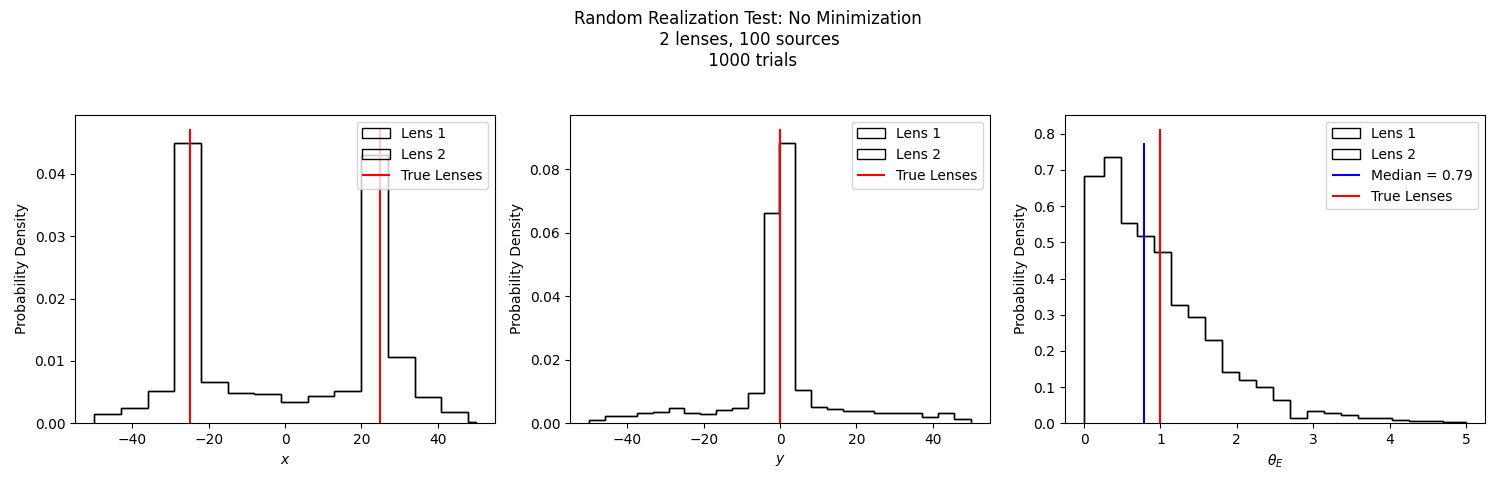 Random Realization Test: No Minimization
2 lenses, 100 sources
1000 trials
Probability Density
0.04
0.03
0.02
0.01
0.00
−40
−20
0
20
40
x
Lens 1
Lens 2
True Lenses
Probability Density
0.08
0.06
0.04
0.02
0.00
−40
−20
0
20
40
y
Lens 1
Lens 2
True Lenses
Probability Density
0.8
0.7
0.6
0.5
0.4
0.3
0.2
0.1
0.0
0
1
2
3
4
5
θ_E
Lens 1
Lens 2
Median = 0.79
True Lenses